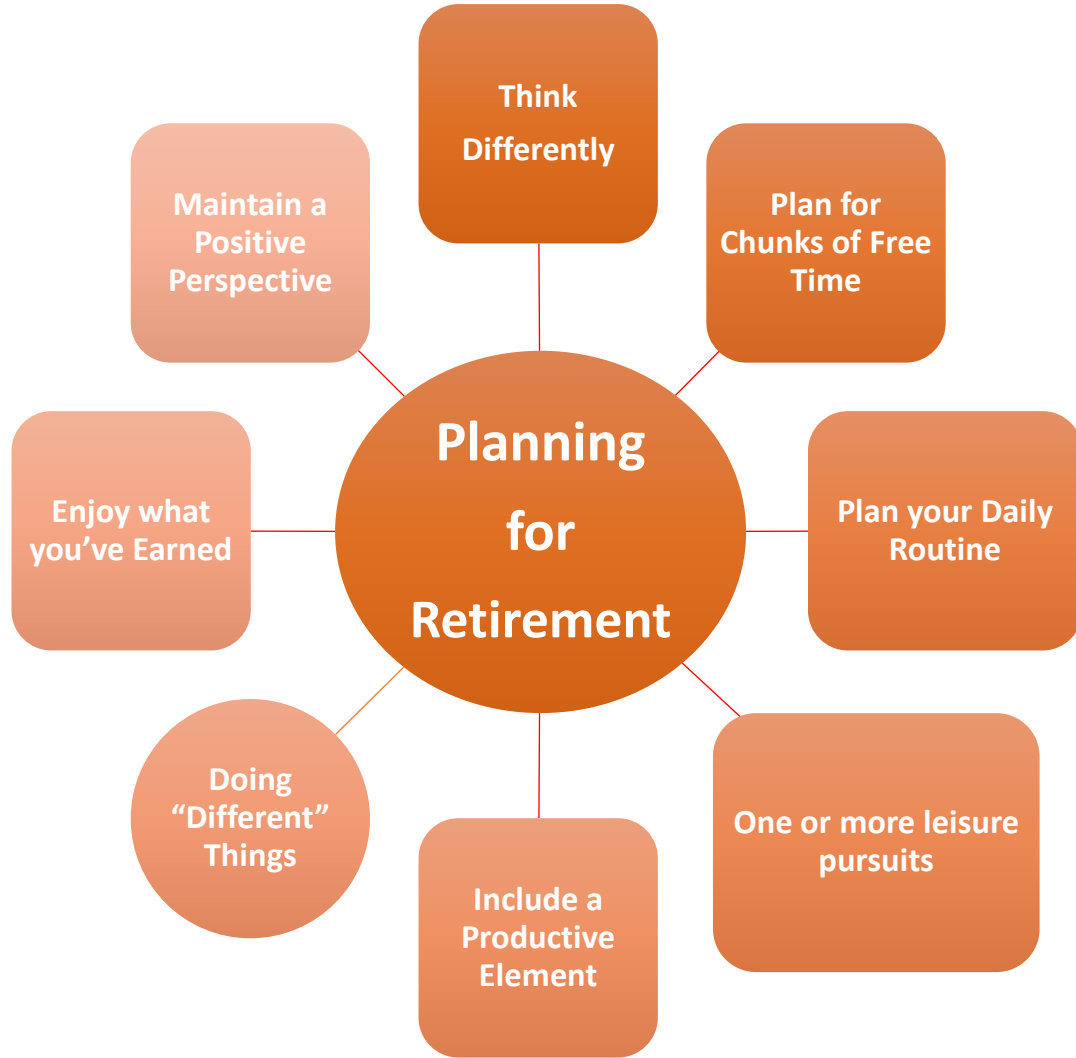 Think
Differently
Plan for
Chunks of Free
Time
Plan your Daily
Routine
One or more leisure
pursuits
Include a
Productive
Element
Doing
“Different”
Things
Enjoy what
you’ve Earned
Maintain a
Positive
Perspective
Planning
for
Retirement